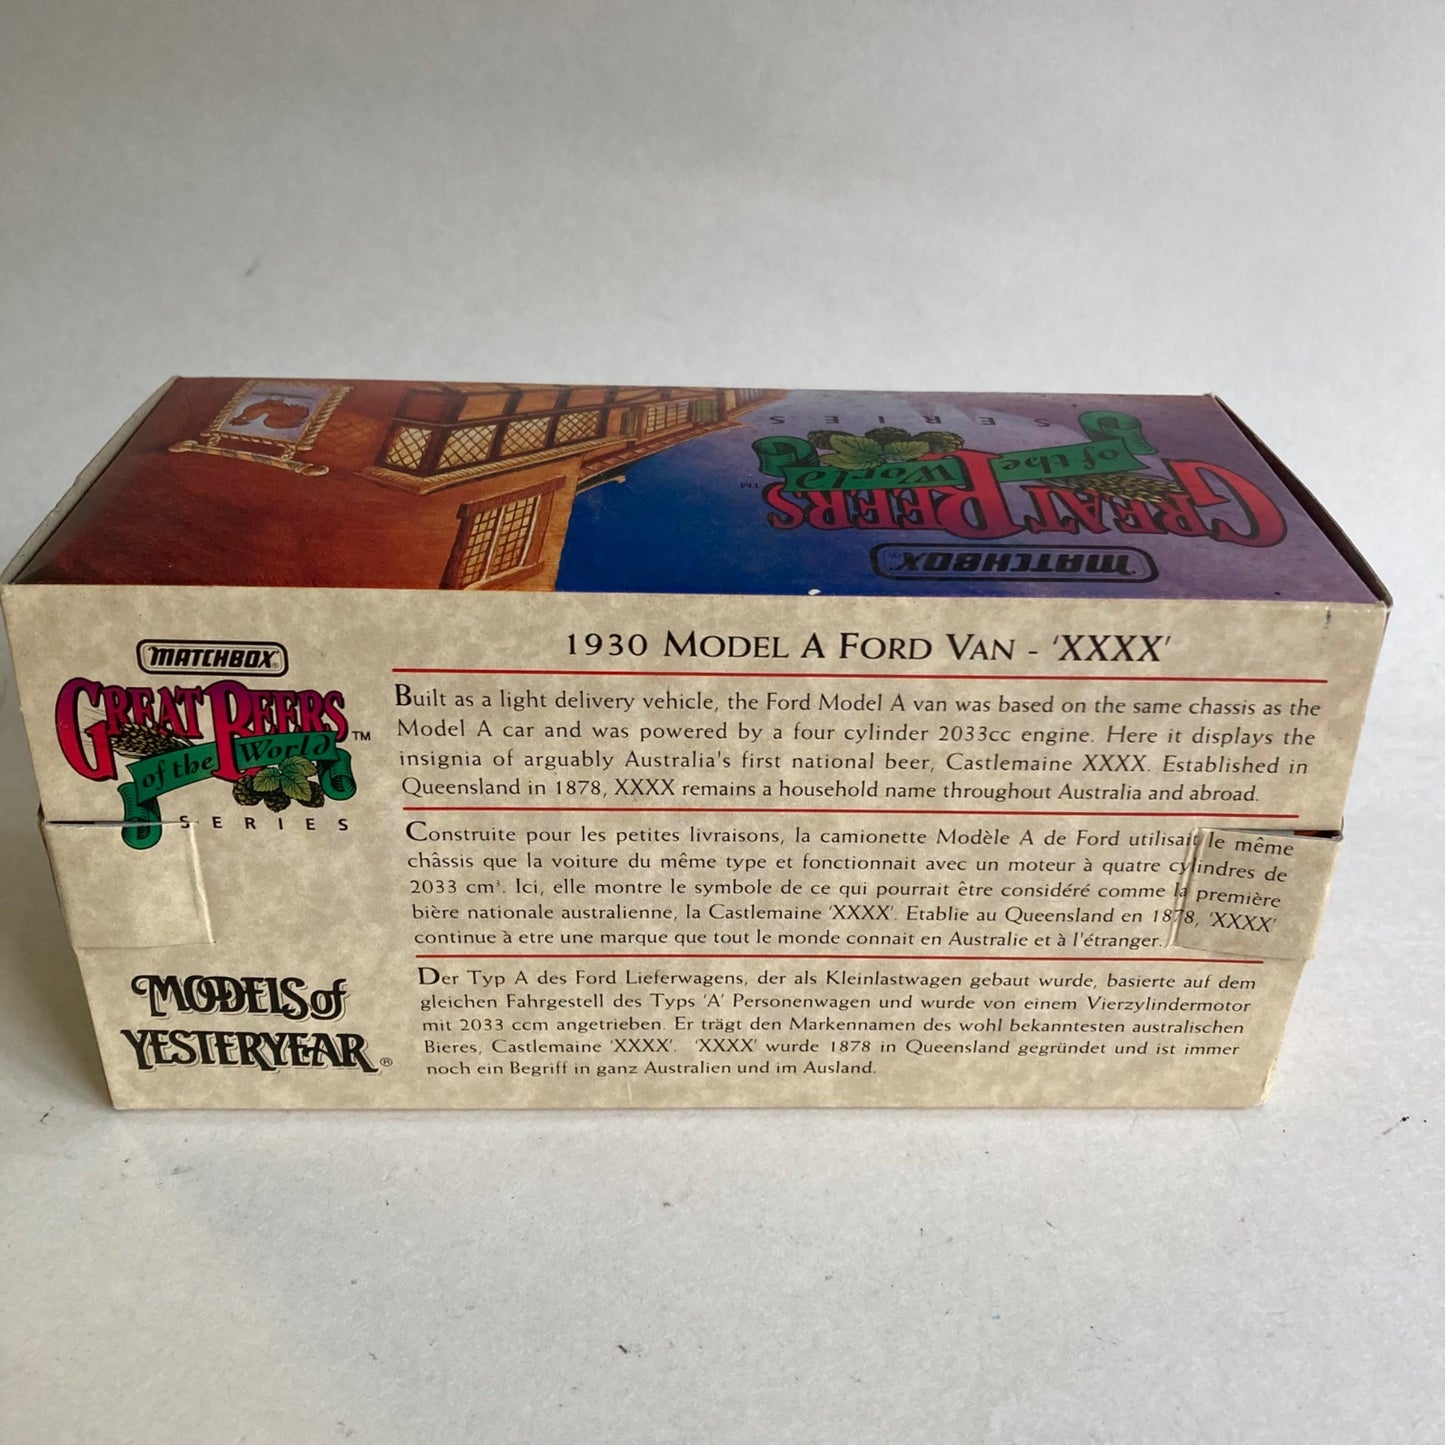 SERIES
GREAT BEERS
of the World
™
MATCHBOX®
MATCHBOX®
GREAT BEERS™
of the World
SERIES
MODELS of
YESTERYEAR®
1930 MODEL A FORD VAN - 'XXXX'
Built as a light delivery vehicle, the Ford Model A van was based on the same chassis as the
Model A car and was powered by a four cylinder 2033cc engine. Here it displays the
insignia of arguably Australia's first national beer, Castlemaine XXXX. Established in
Queensland in 1878, XXXX remains a household name throughout Australia and abroad.
Construite pour les petites livraisons, la camionette Modèle A de Ford utilisait le même
châssis que la voiture du même type et fonctionnait avec un moteur à quatre cylindres de
2033 cm³. Ici, elle montre le symbole de ce qui pourrait être considéré comme la première
bière nationale australienne, la Castlemaine 'XXXX'. Etablie au Queensland en 1878, 'XXXX'
continue à etre une marque que tout le monde connait en Australie et à l'étranger.
Der Typ A des Ford Lieferwagens, der als Kleinlastwagen gebaut wurde, basierte auf dem
gleichen Fahrgestell des Typs 'A' Personenwagen und wurde von einem Vierzylindermotor
mit 2033 ccm angetrieben. Er trägt den Markennamen des wohl bekanntesten australischen
Bieres, Castlemaine 'XXXX'. 'XXXX' wurde 1878 in Queensland gegründet und ist immer
noch ein Begriff in ganz Australien und im Ausland.